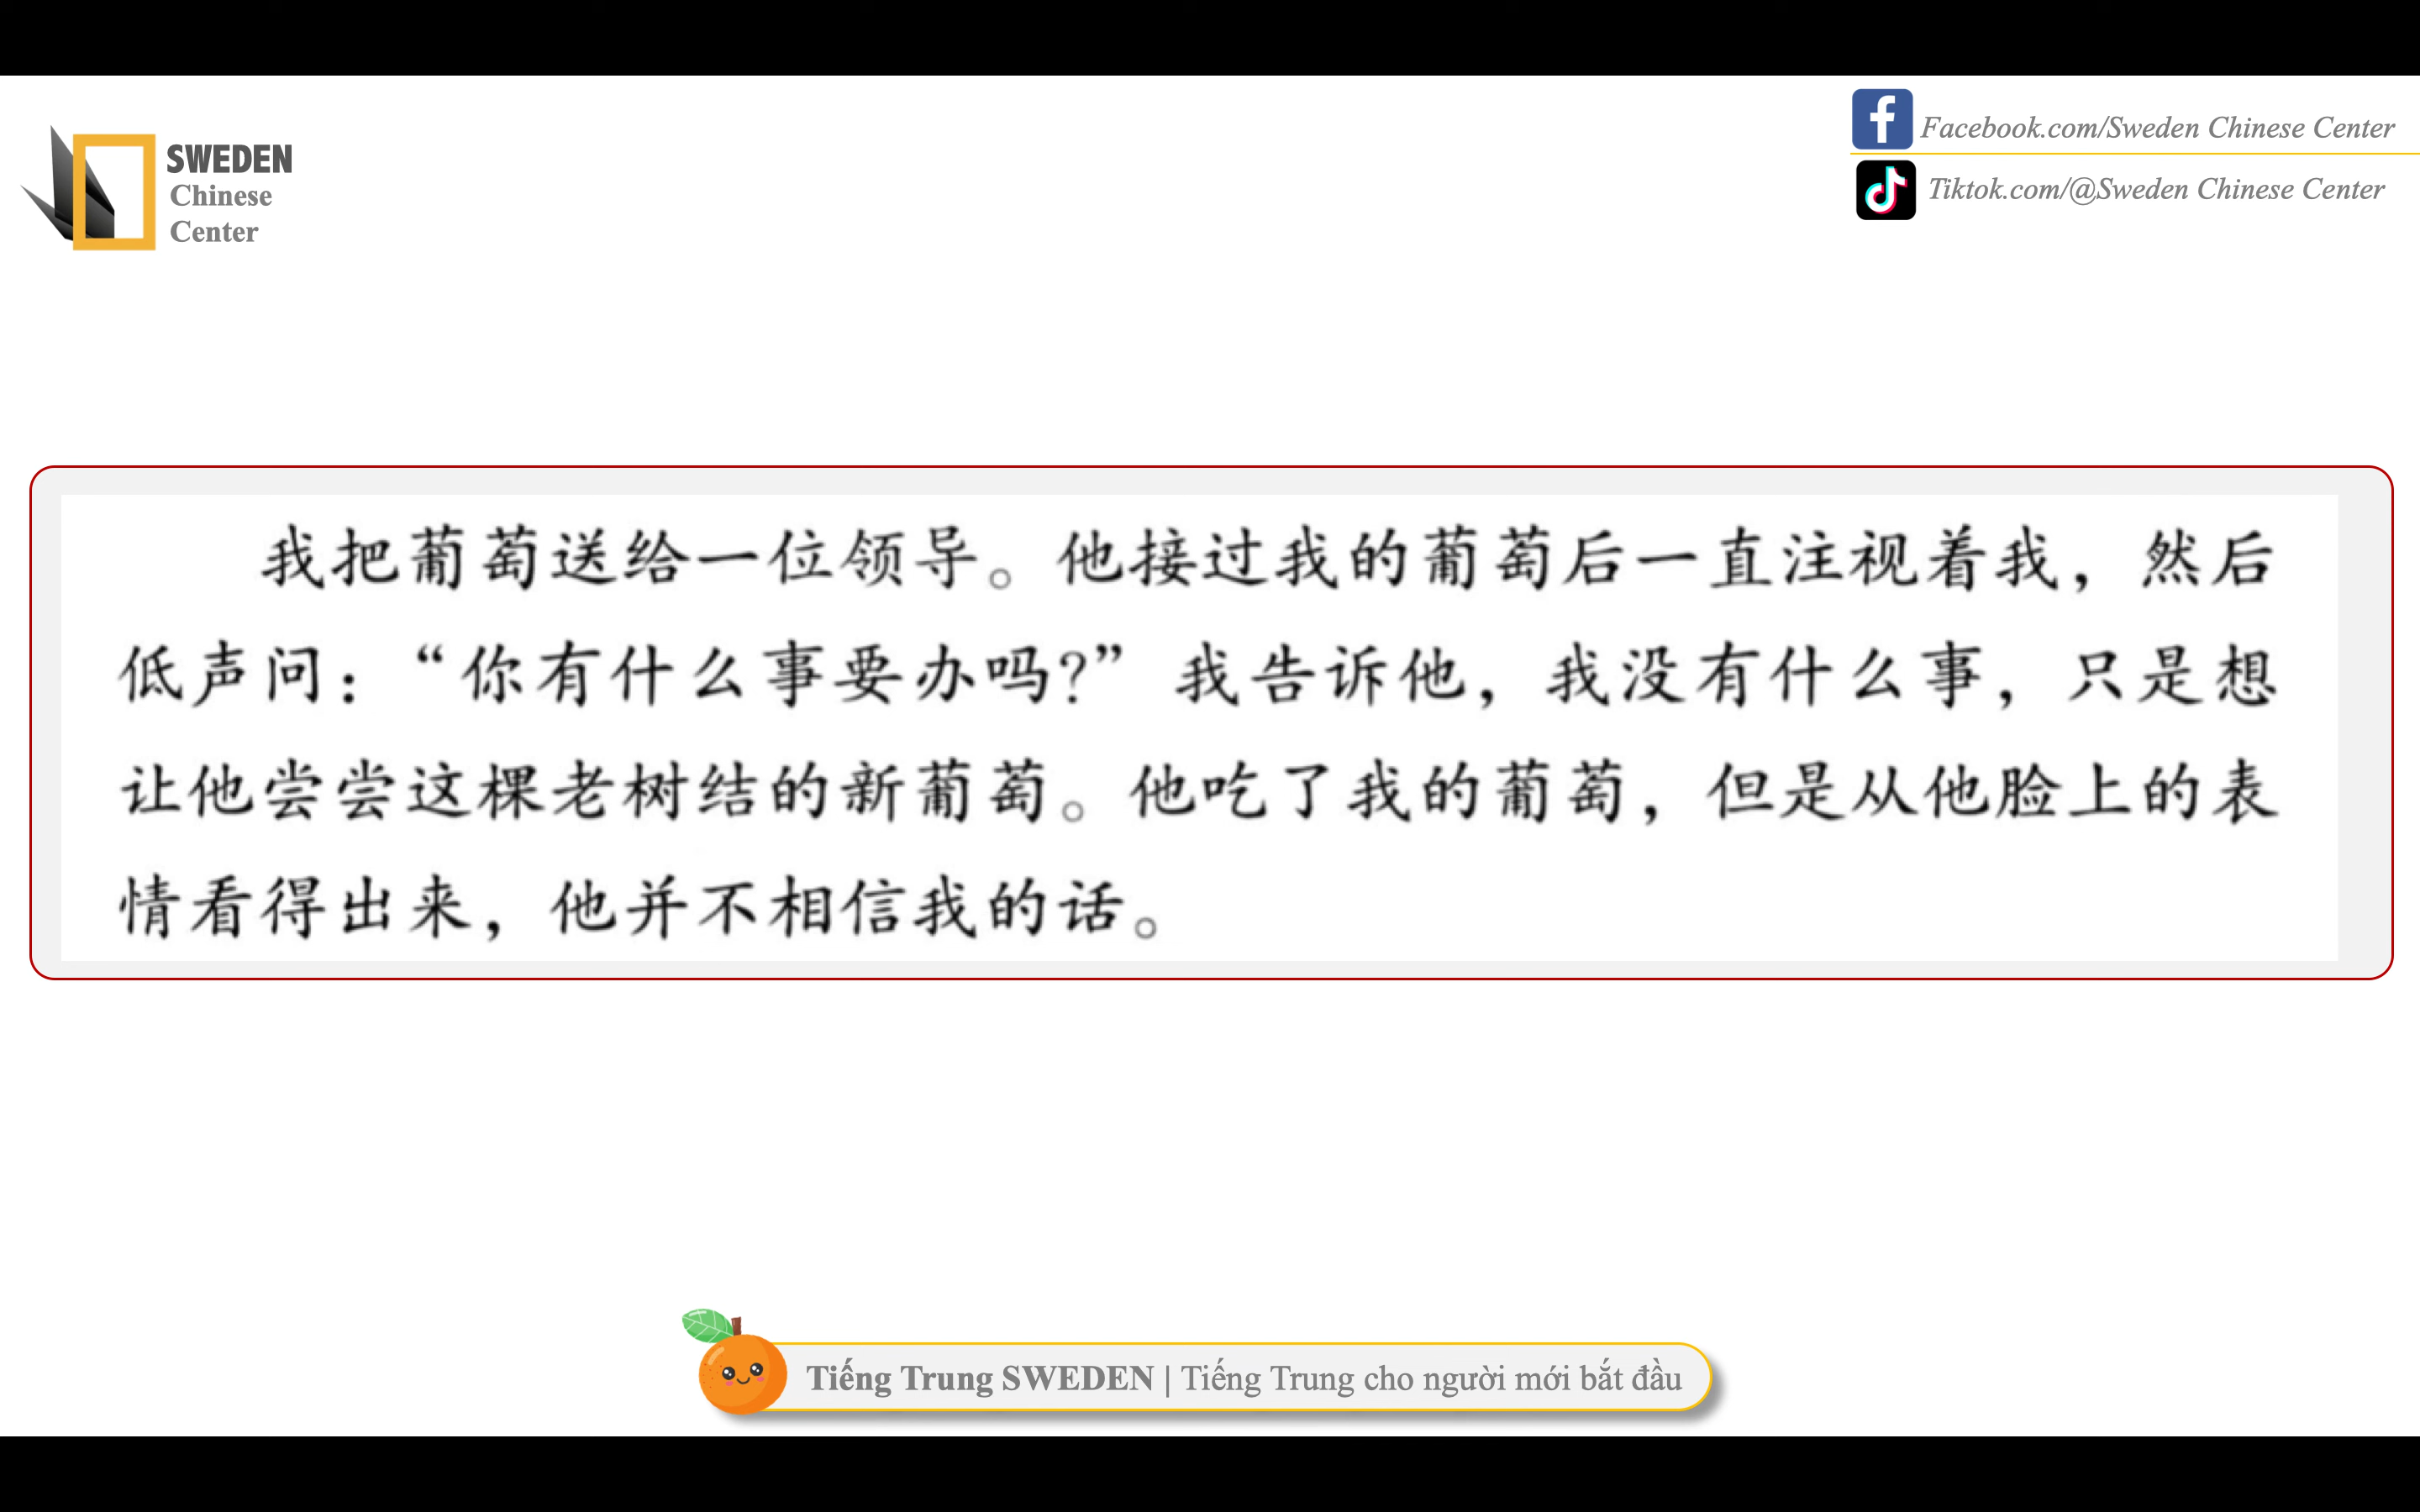 SWEDEN
Chinese
Center
Facebook.com/Sweden Chinese Center
Tiktok.com/@Sweden Chinese Center
我把葡萄送给一位领导。他接过我的葡萄后一直注视着我，然后
低声问：“你有什么事要办吗？”我告诉他，我没有什么事，只是想
让他尝尝这棵老树结的新葡萄。他吃了我的葡萄，但是从他脸上的表
情看得出来，他并不相信我的话。
Tiếng Trung SWEDEN | Tiếng Trung cho người mới bắt đầu